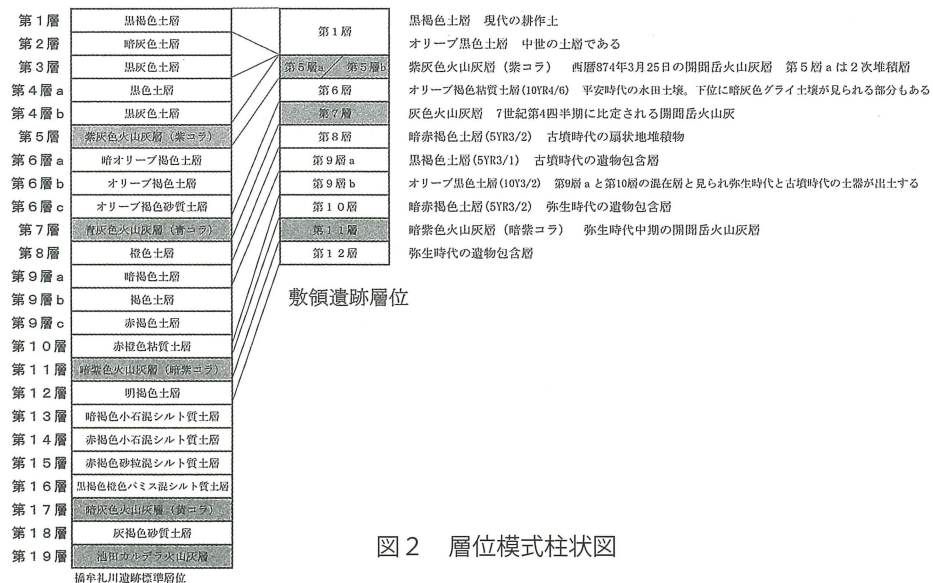 第1層 黒褐色土層
第2層 暗灰色土層
第3層 黒灰色土層
第4層a 黒色土層
第4層b 黒灰色土層
第5層 紫灰色火山灰層（紫コラ）
第6層a 暗オリーブ褐色土層
第6層b オリーブ褐色土層
第6層c オリーブ褐色砂質土層
第7層 青灰色火山灰層（青コラ）
第8層 橙色土層
第9層a 暗褐色土層
第9層b 褐色土層
第9層c 赤褐色土層
第10層 赤橙色粘質土層
第11層 暗紫色火山灰層（暗紫コラ）
第12層 明褐色土層
第13層 暗褐色小石混シルト質土層
第14層 赤褐色小石混シルト質土層
第15層 赤褐色砂粒混シルト質土層
第16層 黒褐色橙色パミス混シルト質土層
第17層 暗灰色火山灰層（黄コラ）
第18層 灰褐色砂質土層
第19層 池田カルデラ火山灰層
橋牟礼川遺跡標準層位
第1層
第5層a 第5層b
第6層
第7層
第8層
第9層a
第9層b
第10層
第11層
第12層
敷領遺跡層位
黒褐色土層 現代の耕作土
オリーブ黒色土層 中世の土層である
紫灰色火山灰層（紫コラ） 西暦874年3月25日の開聞岳火山灰層 第5層aは2次堆積層
オリーブ褐色粘質土層(10YR4/6) 平安時代の水田土壌。下位に暗灰色グライ土壌が見られる部分もある
灰色火山灰層 7世紀第4四半期に比定される開聞岳火山灰
暗赤褐色土層(5YR3/2) 古墳時代の扇状地堆積物
黒褐色土層(5YR3/1) 古墳時代の遺物包含層
オリーブ黒色土層(10Y3/2) 第9層aと第10層の混在層と見られ弥生時代と古墳時代の土器が出土する
暗赤褐色土層(5YR3/2) 弥生時代の遺物包含層
暗紫色火山灰層（暗紫コラ） 弥生時代中期の開聞岳火山灰層
弥生時代の遺物包含層
図2 層位模式柱状図